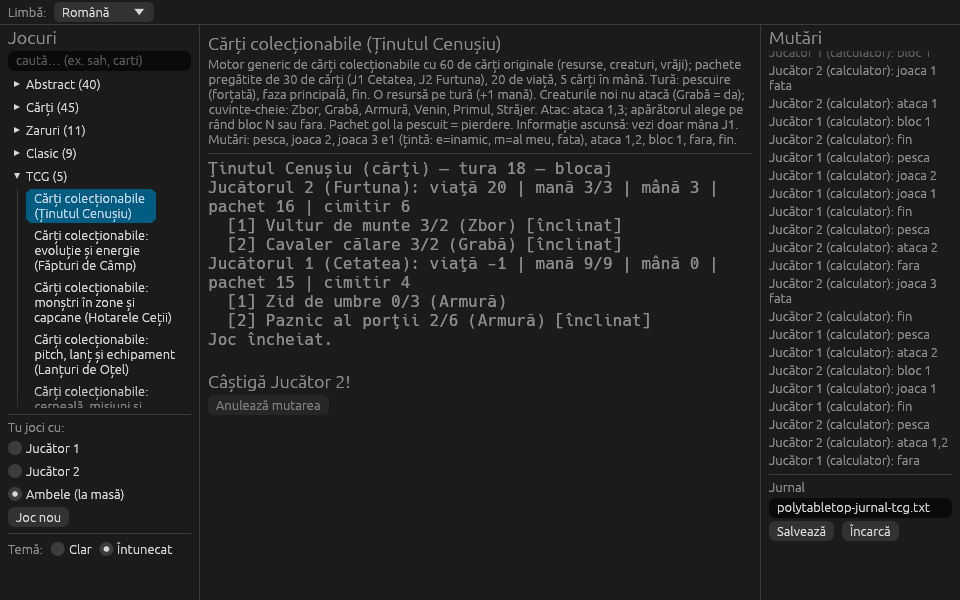 Limbă: Română
Jocuri
caută... (ex. sah, carti)
Abstract (40)
Cărți (45)
Zaruri (11)
Clasic (9)
TCG (5)
Cărți colecționabile
(Ținutul Cenușiu)
Cărți colecționabile:
evoluție și energie
(Făpturi de Câmp)
Cărți colecționabile:
monștri în zone și
capcane (Hotarele Ceții)
Cărți colecționabile:
pitch, lanț și echipament
(Lanțuri de Oțel)
Cărți colecționabile:
cerneală, misiuni și
Tu joci cu:
Jucător 1
Jucător 2
Ambele (la masă)
Joc nou
Temă: Clar Întunecat
Cărți colecționabile (Ținutul Cenușiu)
Motor generic de cărți colecționabile cu 60 de cărți originale (resurse, creaturi, vrăji); pachete
pregătite de 30 de cărți (J1 Cetatea, J2 Furtuna), 20 de viață, 5 cărți în mână. Tură: pescuire
(forțată), faza principală, fin. O resursă pe tură (+1 mană). Creaturile noi nu atacă (Grabă = da);
cuvinte-cheie: Zbor, Grabă, Armură, Venin, Primul, Străjer. Atac: ataca 1,3; apărătorul alege pe
rând bloc N sau fara. Pachet gol la pescuit = pierdere. Informație ascunsă: vezi doar mâna J1.
Mutări: pesca, joaca 2, joaca 3 e1 (țintă: e=inamic, m=al meu, fata), ataca 1,2, bloc 1, fara, fin.
Ţinutul Cenușiu (cărţi) — tura 18 — blocaj
Jucătorul 2 (Furtuna): viaţă 20 | mană 3/3 | mână 3 |
pachet 16 | cimitir 6
[1] Vultur de munte 3/2 (Zbor) [înclinat]
[2] Cavaler călare 3/2 (Grabă) [înclinat]
Jucătorul 1 (Cetatea): viaţă -1 | mană 9/9 | mână 0 |
pachet 15 | cimitir 4
[1] Zid de umbre 0/3 (Armură)
[2] Paznic al porţii 2/6 (Armură) [înclinat]
Joc încheiat.
Câștigă Jucător 2!
Anulează mutarea
Mutări
Jucător 1 (calculator): bloc 1
Jucător 2 (calculator): joaca 1
fata
Jucător 2 (calculator): ataca 1
Jucător 1 (calculator): bloc 1
Jucător 2 (calculator): fin
Jucător 1 (calculator): pesca
Jucător 1 (calculator): joaca 2
Jucător 1 (calculator): joaca 1
Jucător 1 (calculator): fin
Jucător 2 (calculator): pesca
Jucător 2 (calculator): ataca 2
Jucător 1 (calculator): fara
Jucător 2 (calculator): joaca 3
fata
Jucător 2 (calculator): fin
Jucător 1 (calculator): pesca
Jucător 1 (calculator): ataca 2
Jucător 2 (calculator): bloc 1
Jucător 1 (calculator): joaca 1
Jucător 1 (calculator): fin
Jucător 2 (calculator): pesca
Jucător 2 (calculator): ataca 1,2
Jucător 1 (calculator): fara
Jurnal
polytabletop-jurnal-tcg.txt
Salvează Încarcă